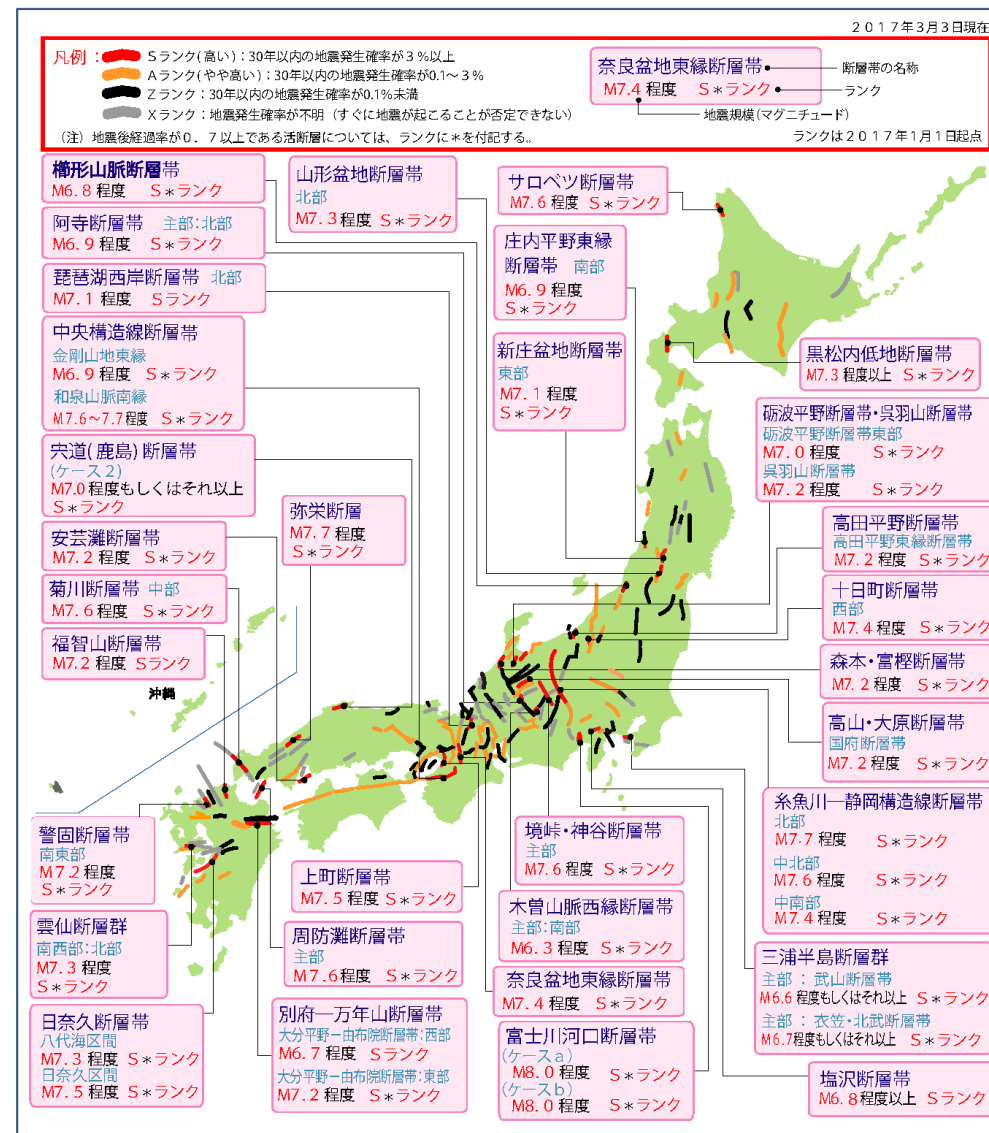 2017年3月3日現在
凡例：
Sランク(高い)：30年以内の地震発生確率が3％以上
Aランク(やや高い)：30年以内の地震発生確率が0.1～3％
Zランク：30年以内の地震発生確率が0.1％未満
Xランク：地震発生確率が不明（すぐに地震が起こることが否定できない）
（注）地震後経過率が0．7以上である活断層については、ランクに＊を付記する。
奈良盆地東縁断層帯
M7.4 程度 S＊ランク
断層帯の名称
ランク
地震規模(マグニチュード)
ランクは2017年1月1日起点
櫛形山脈断層帯
M6.8 程度 S＊ランク
阿寺断層帯 主部：北部
M6.9 程度 S＊ランク
琵琶湖西岸断層帯 北部
M7.1 程度 Sランク
中央構造線断層帯
金剛山地東縁
M6.9 程度 S＊ランク
和泉山脈南縁
M7.6～7.7程度 S＊ランク
宍道(鹿島)断層帯
(ケース2)
M7.0 程度もしくはそれ以上
S＊ランク
安芸灘断層帯
M7.2 程度 S＊ランク
菊川断層帯 中部
M7.6 程度 S＊ランク
福智山断層帯
M7.2 程度 Sランク
沖縄
山形盆地断層帯
北部
M7.3 程度 S＊ランク
弥栄断層
M7.7 程度
S＊ランク
サロベツ断層帯
M7.6 程度 S＊ランク
庄内平野東縁
断層帯 南部
M6.9 程度
S＊ランク
新庄盆地断層帯
東部
M7.1 程度
S＊ランク
黒松内低地断層帯
M7.3 程度以上 S＊ランク
砺波平野断層帯・呉羽山断層帯
砺波平野断層帯東部
M7.0 程度 S＊ランク
呉羽山断層帯
M7.2 程度 S＊ランク
高田平野断層帯
高田平野東縁断層帯
M7.2 程度 S＊ランク
十日町断層帯
西部
M7.4 程度 S＊ランク
森本・富樫断層帯
M7.2 程度 S＊ランク
高山・大原断層帯
国府断層帯
M7.2 程度 S＊ランク
糸魚川―静岡構造線断層帯
北部
M7.7 程度 S＊ランク
中北部
M7.6 程度 S＊ランク
中南部
M7.4 程度 S＊ランク
三浦半島断層群
主部：武山断層帯
M6.6 程度もしくはそれ以上 S＊ランク
主部：衣笠・北武断層帯
M6.7程度もしくはそれ以上 S＊ランク
塩沢断層帯
M6.8程度以上 Sランク
警固断層帯
南東部
M7.2 程度
S＊ランク
雲仙断層群
南西部：北部
M7.3 程度
S＊ランク
日奈久断層帯
八代海区間
M7.3 程度 S＊ランク
日奈久区間
M7.5 程度 S＊ランク
上町断層帯
M7.5 程度 S＊ランク
周防灘断層帯
主部
M7.6程度 S＊ランク
別府―万年山断層帯
大分平野―由布院断層帯：西部
M6.7 程度 Sランク
大分平野―由布院断層帯：東部
M7.2 程度 S＊ランク
境峠・神谷断層帯
主部
M7.6 程度 S＊ランク
木曽山脈西縁断層帯
主部：南部
M6.3 程度 S＊ランク
奈良盆地東縁断層帯
M7.4 程度 S＊ランク
富士川河口断層帯
(ケースa)
M8.0 程度 S＊ランク
(ケースb)
M8.0 程度 S＊ランク